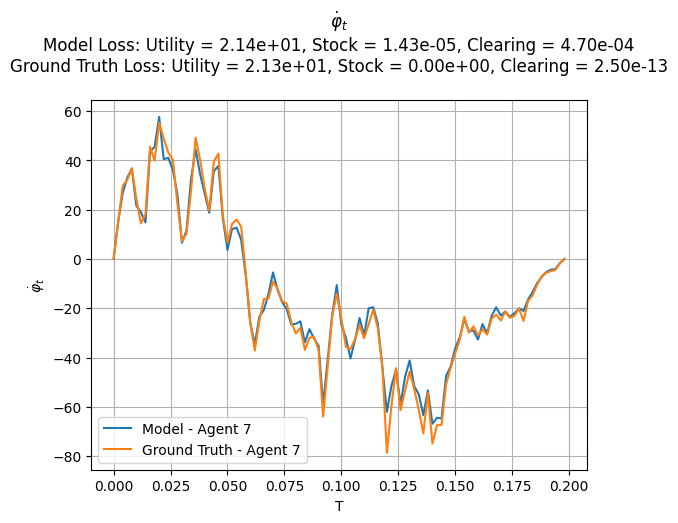 φ̇ₜ
Model Loss: Utility = 2.14e+01, Stock = 1.43e-05, Clearing = 4.70e-04
Ground Truth Loss: Utility = 2.13e+01, Stock = 0.00e+00, Clearing = 2.50e-13
60
40
20
0
−20
−40
−60
−80
φ̇ₜ
Model - Agent 7
Ground Truth - Agent 7
0.000 0.025 0.050 0.075 0.100 0.125 0.150 0.175 0.200
T